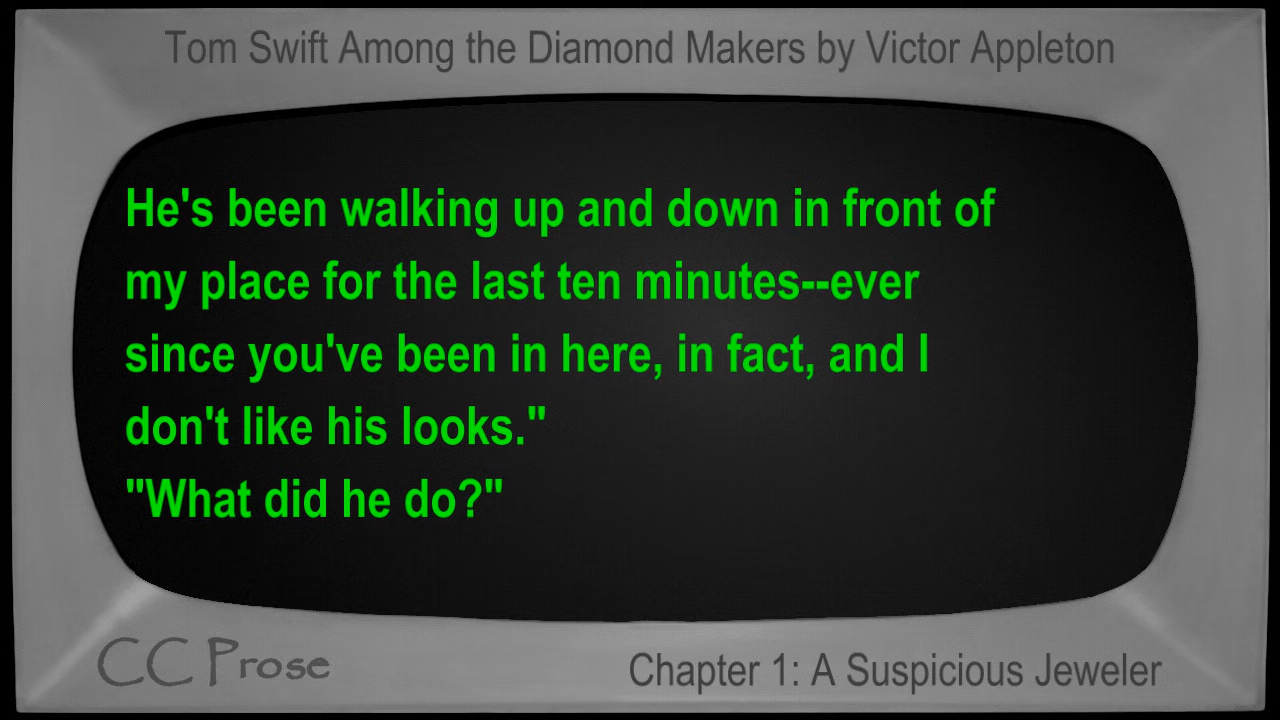 Tom Swift Among the Diamond Makers by Victor Appleton
He's been walking up and down in front of
my place for the last ten minutes--ever
since you've been in here, in fact, and I
don't like his looks."
"What did he do?"
CC Prose
Chapter 1: A Suspicious Jeweler